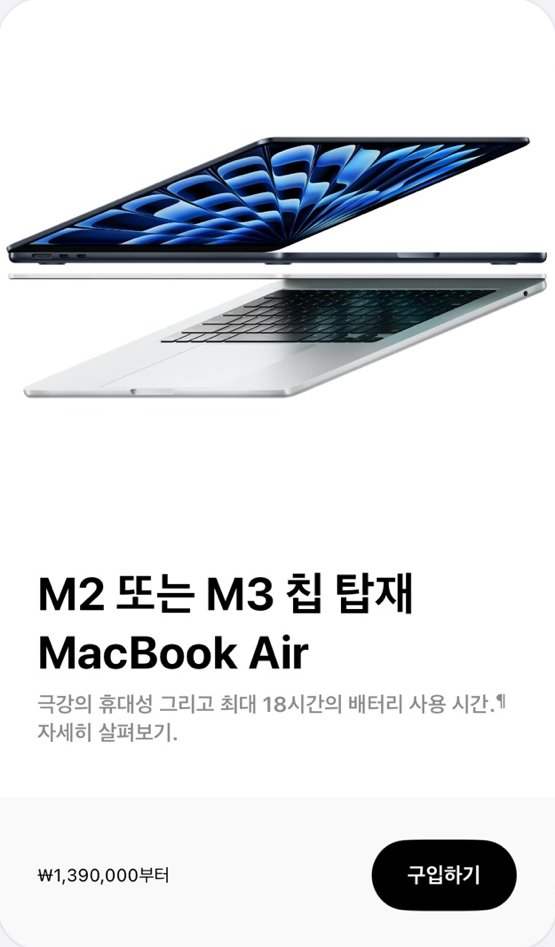 M2 또는 M3 칩 탑재
MacBook Air
극강의 휴대성 그리고 최대 18시간의 배터리 사용 시간.¶
자세히 살펴보기.
₩1,390,000부터
구입하기